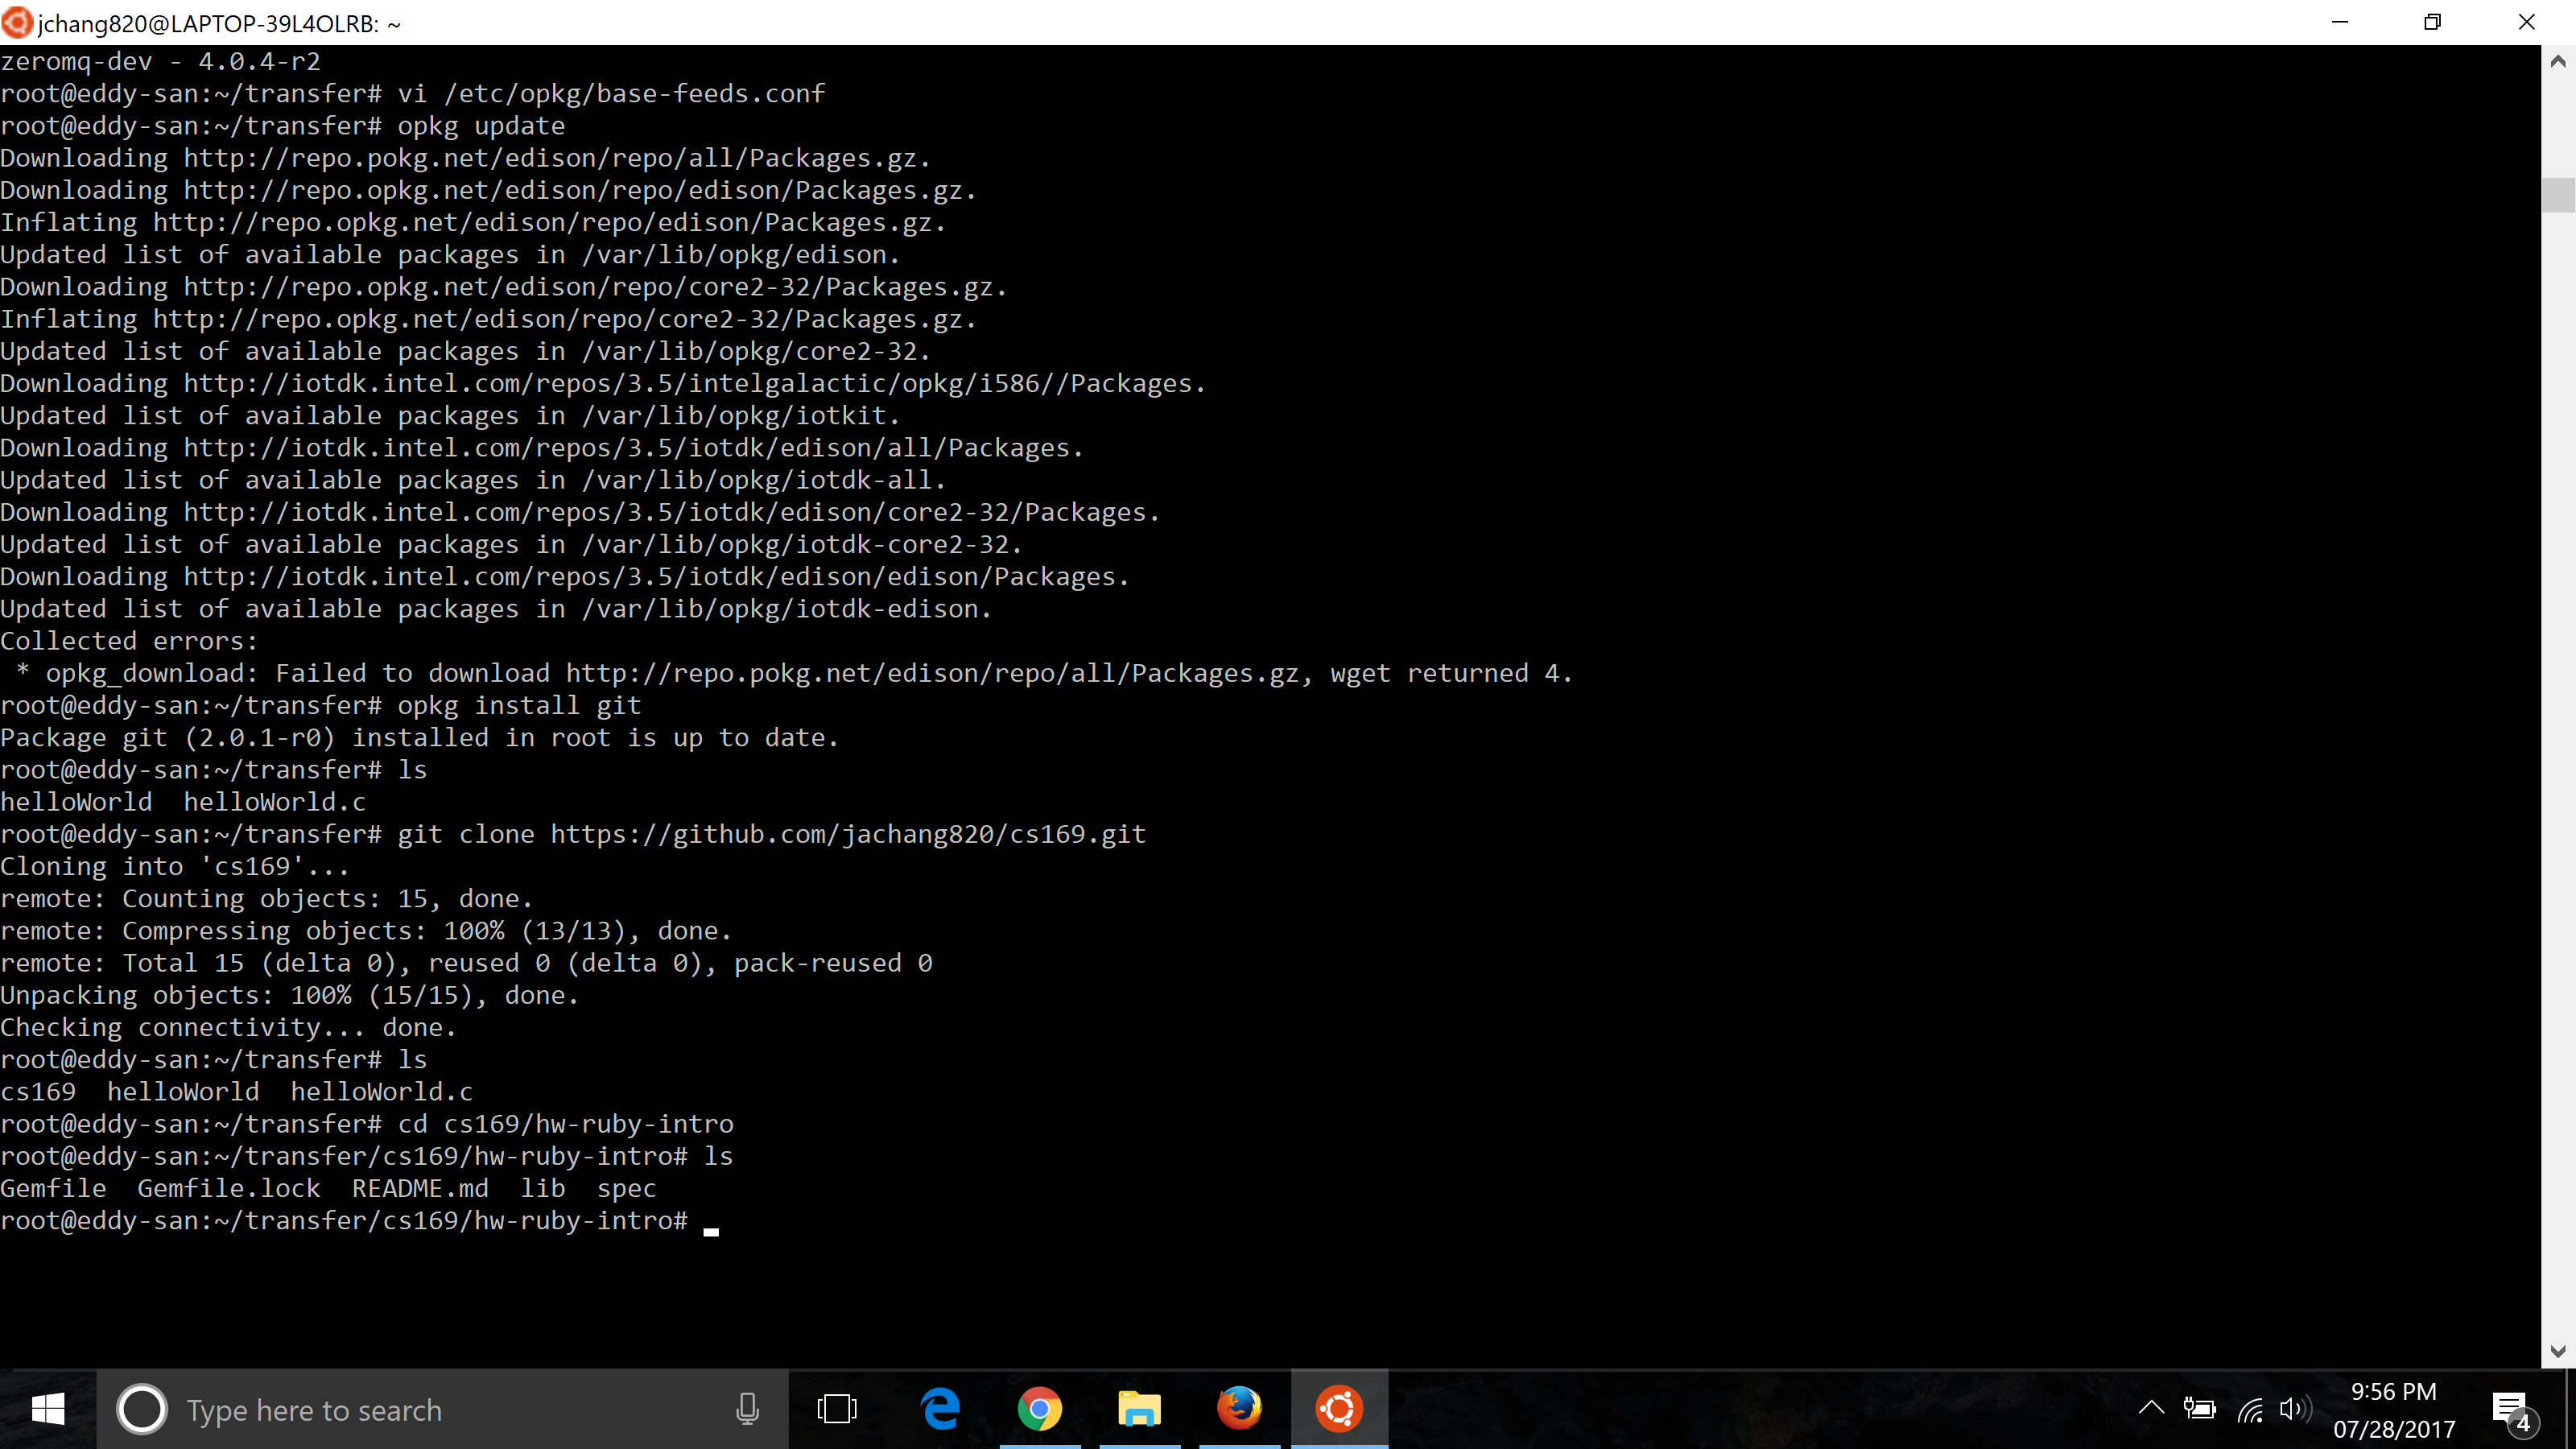 jchang820@LAPTOP-39L4OLRB: ~
zeromq-dev - 4.0.4-r2
root@eddy-san:~/transfer# vi /etc/opkg/base-feeds.conf
root@eddy-san:~/transfer# opkg update
Downloading http://repo.pokg.net/edison/repo/all/Packages.gz.
Downloading http://repo.opkg.net/edison/repo/edison/Packages.gz.
Inflating http://repo.opkg.net/edison/repo/edison/Packages.gz.
Updated list of available packages in /var/lib/opkg/edison.
Downloading http://repo.opkg.net/edison/repo/core2-32/Packages.gz.
Inflating http://repo.opkg.net/edison/repo/core2-32/Packages.gz.
Updated list of available packages in /var/lib/opkg/core2-32.
Downloading http://iotdk.intel.com/repos/3.5/intelgalactic/opkg/i586//Packages.
Updated list of available packages in /var/lib/opkg/iotkit.
Downloading http://iotdk.intel.com/repos/3.5/iotdk/edison/all/Packages.
Updated list of available packages in /var/lib/opkg/iotdk-all.
Downloading http://iotdk.intel.com/repos/3.5/iotdk/edison/core2-32/Packages.
Updated list of available packages in /var/lib/opkg/iotdk-core2-32.
Downloading http://iotdk.intel.com/repos/3.5/iotdk/edison/edison/Packages.
Updated list of available packages in /var/lib/opkg/iotdk-edison.
Collected errors:
 * opkg_download: Failed to download http://repo.pokg.net/edison/repo/all/Packages.gz, wget returned 4.
root@eddy-san:~/transfer# opkg install git
Package git (2.0.1-r0) installed in root is up to date.
root@eddy-san:~/transfer# ls
helloWorld  helloWorld.c
root@eddy-san:~/transfer# git clone https://github.com/jachang820/cs169.git
Cloning into 'cs169'...
remote: Counting objects: 15, done.
remote: Compressing objects: 100% (13/13), done.
remote: Total 15 (delta 0), reused 0 (delta 0), pack-reused 0
Unpacking objects: 100% (15/15), done.
Checking connectivity... done.
root@eddy-san:~/transfer# ls
cs169  helloWorld  helloWorld.c
root@eddy-san:~/transfer# cd cs169/hw-ruby-intro
root@eddy-san:~/transfer/cs169/hw-ruby-intro# ls
Gemfile  Gemfile.lock  README.md  lib  spec
root@eddy-san:~/transfer/cs169/hw-ruby-intro#
Type here to search
9:56 PM
07/28/2017
4